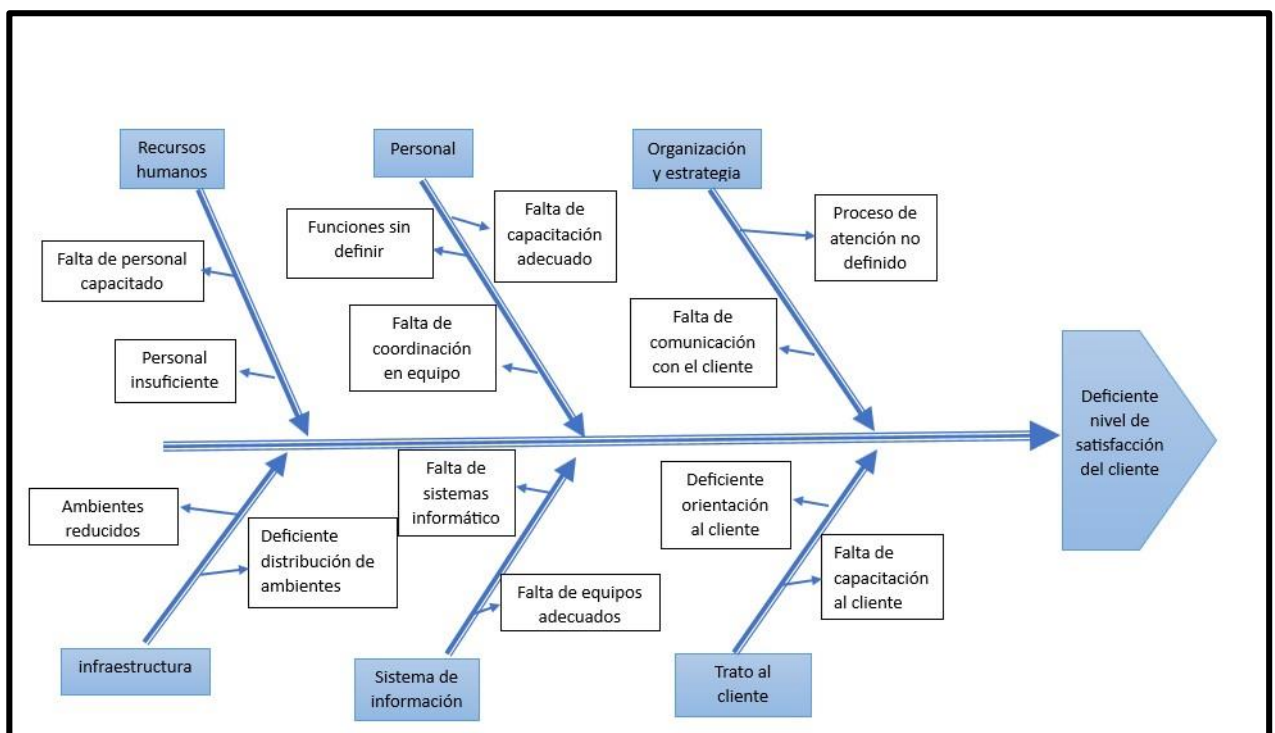 Recursos
humanos
Personal
Organización
y estrategia
Funciones sin
definir
Falta de
capacitación
adecuado
Proceso de
atención no
definido
Falta de personal
capacitado
Falta de
coordinación
en equipo
Falta de
comunicación
con el cliente
Personal
insuficiente
Deficiente
nivel de
satisfacción
del cliente
Ambientes
reducidos
Deficiente
distribución de
ambientes
Falta de
sistemas
informático
Falta de equipos
adecuados
Deficiente
orientación
al cliente
Falta de
capacitación
al cliente
infraestructura
Sistema de
información
Trato al
cliente